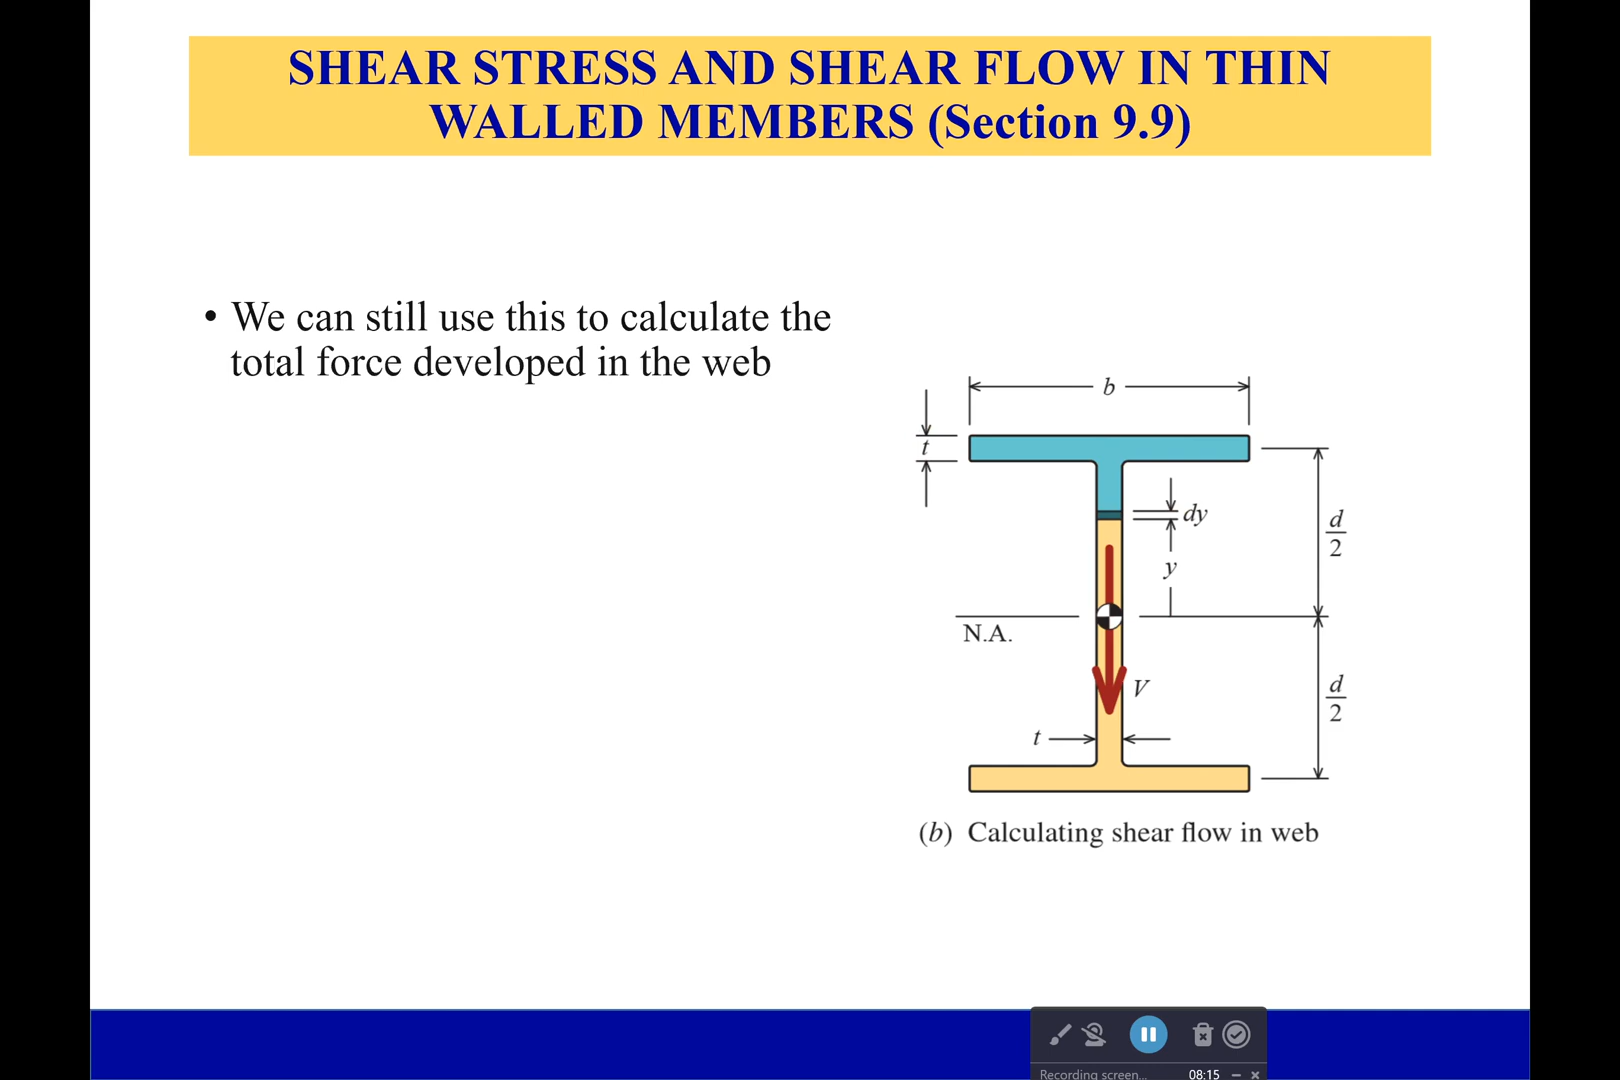 SHEAR STRESS AND SHEAR FLOW IN THIN
WALLED MEMBERS (Section 9.9)
• We can still use this to calculate the
total force developed in the web
b
t
dy
d
2
y
N.A.
V
d
2
t
(b) Calculating shear flow in web
Recording screen... 08:15